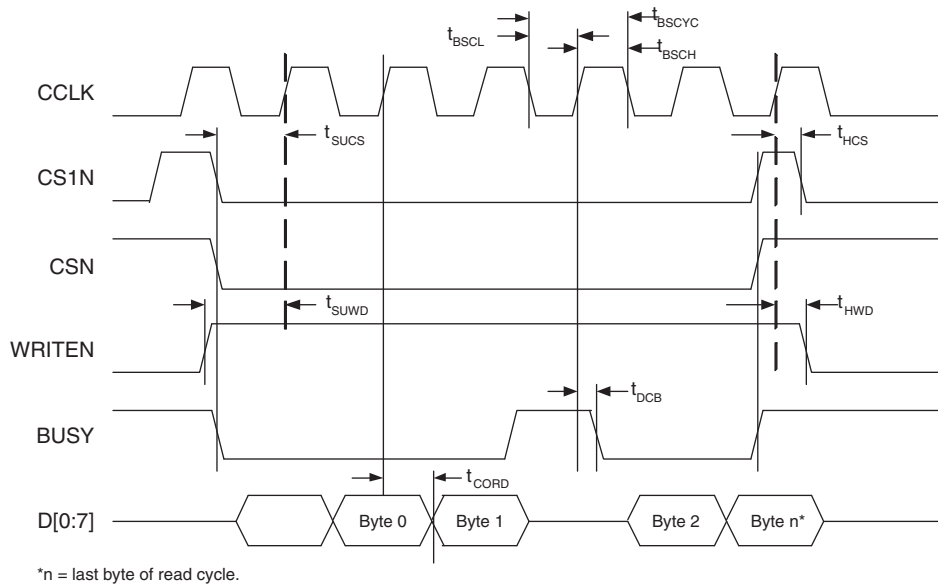 t_BSCYC
t_BSCL
t_BSCH
CCLK
t_SUCS
t_HCS
CS1N
CSN
t_SUWD
t_HWD
WRITEN
t_DCB
BUSY
t_CORD
D[0:7]
Byte 0
Byte 1
Byte 2
Byte n*
*n = last byte of read cycle.